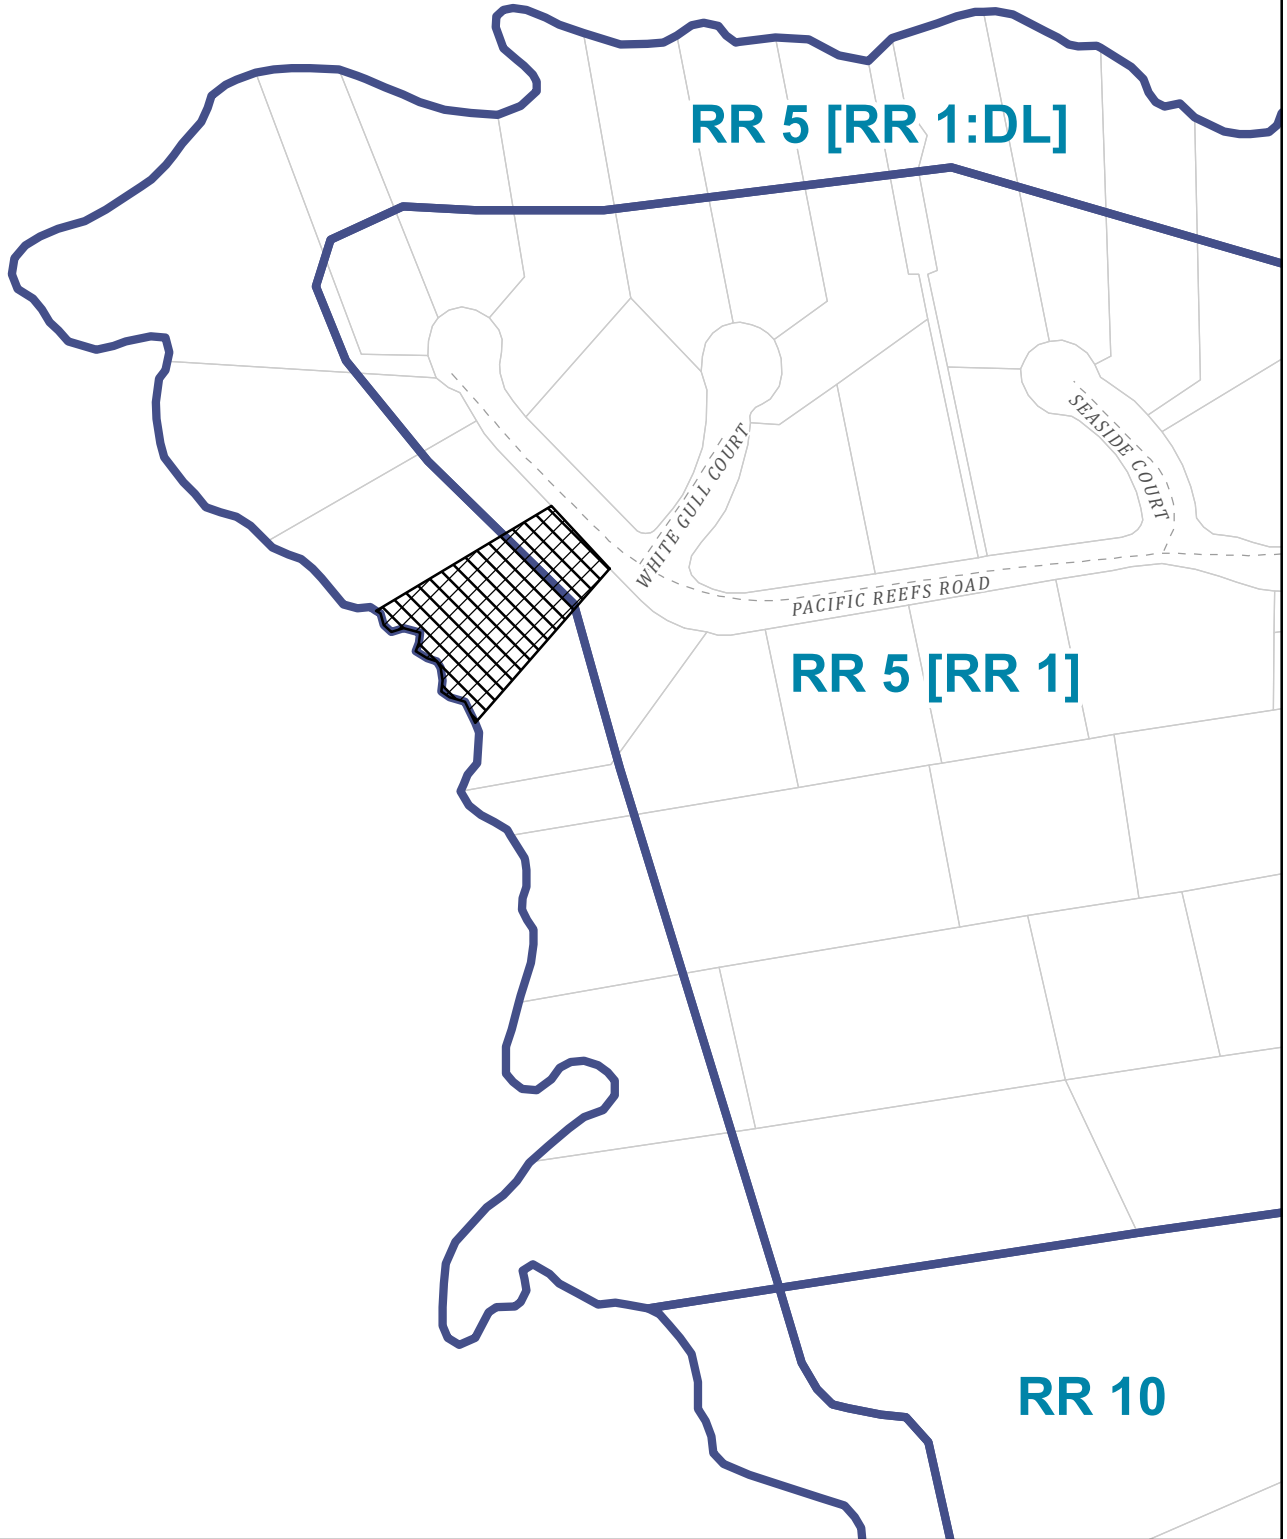 RR 5 [RR 1:DL]
SEASIDE COURT
WHITE GULL COURT
PACIFIC REEFS ROAD
RR 5 [RR 1]
RR 10